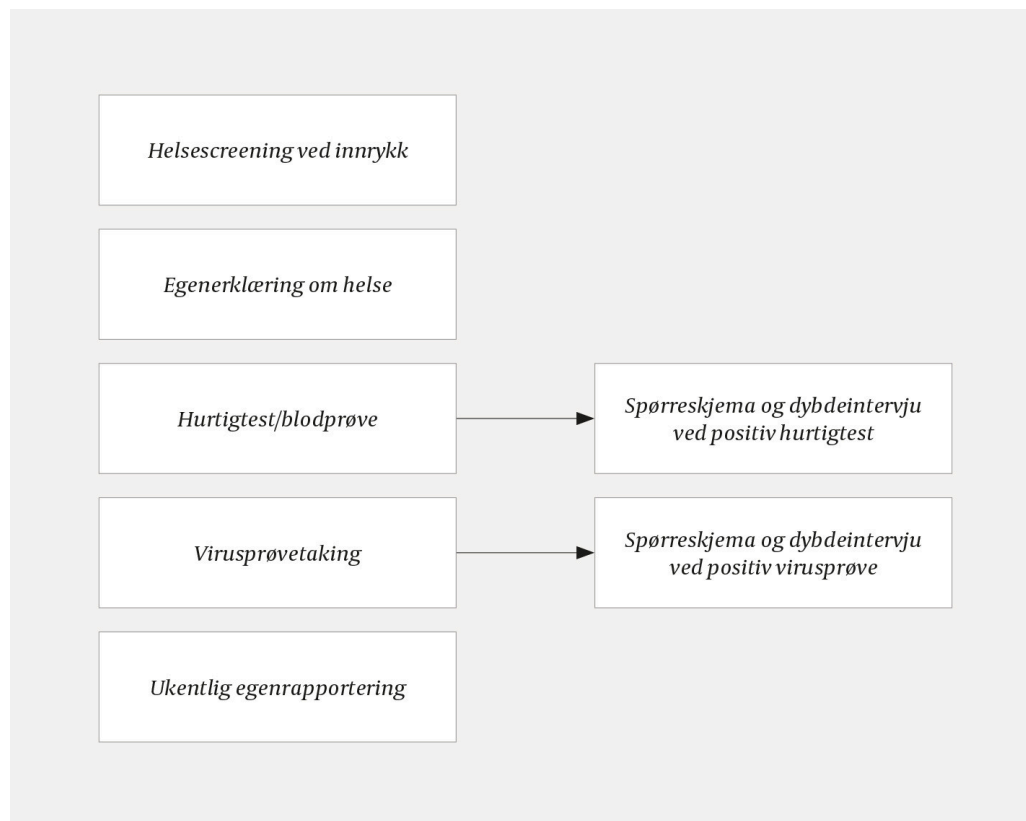 Helsescreening ved innrykk
Egenerklæring om helse
Hurtigtest/blodprøve
Spørreskjema og dybdeintervju
ved positiv hurtigtest
Virusprøvetaking
Spørreskjema og dybdeintervju
ved positiv virusprøve
Ukentlig egenrapportering